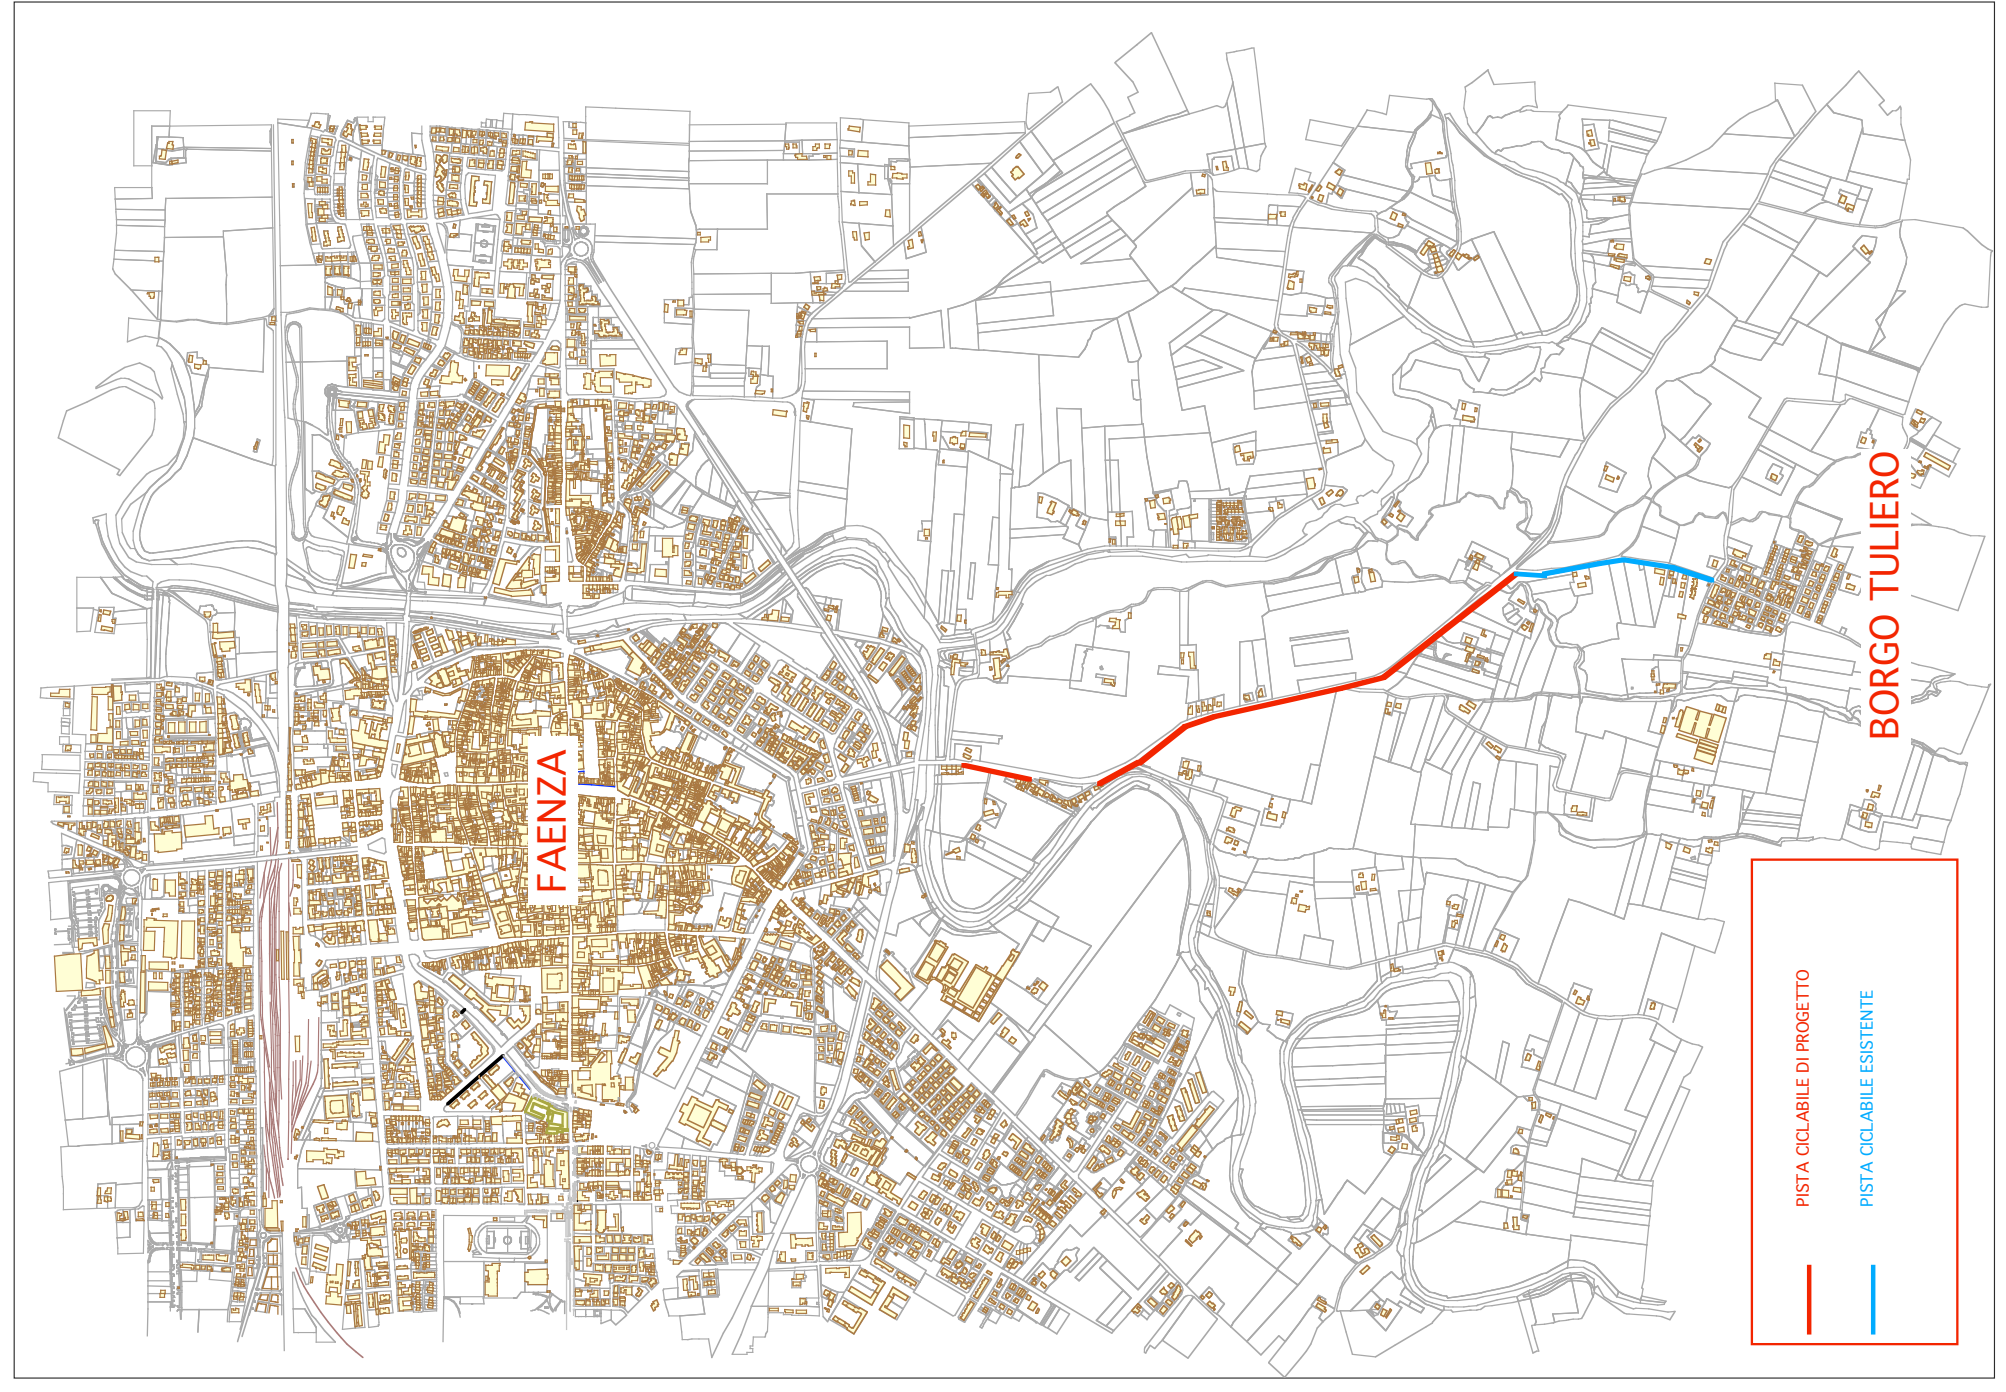 FAENZA
BORGO TULIERO
PISTA CICLABILE DI PROGETTO
PISTA CICLABILE ESISTENTE